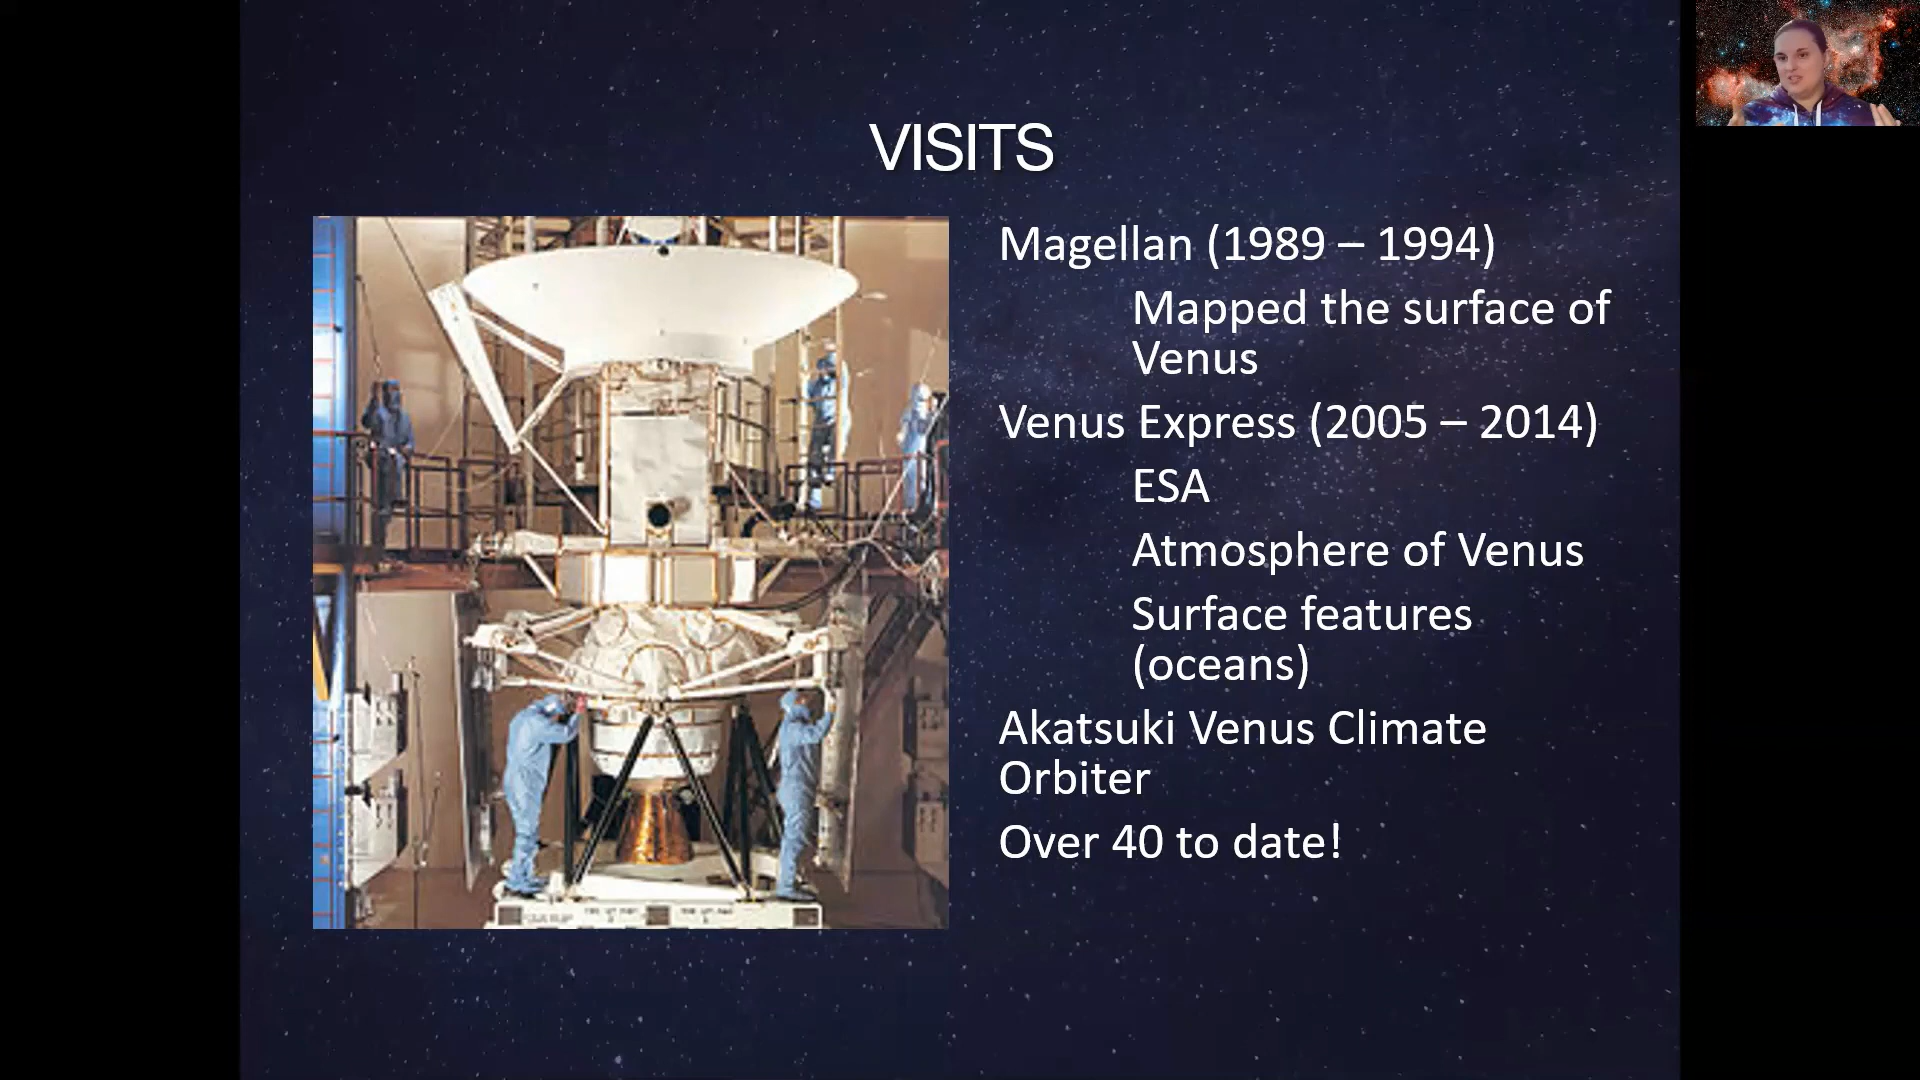 VISITS
Magellan (1989 – 1994)
Mapped the surface of
Venus
Venus Express (2005 – 2014)
ESA
Atmosphere of Venus
Surface features
(oceans)
Akatsuki Venus Climate
Orbiter
Over 40 to date!